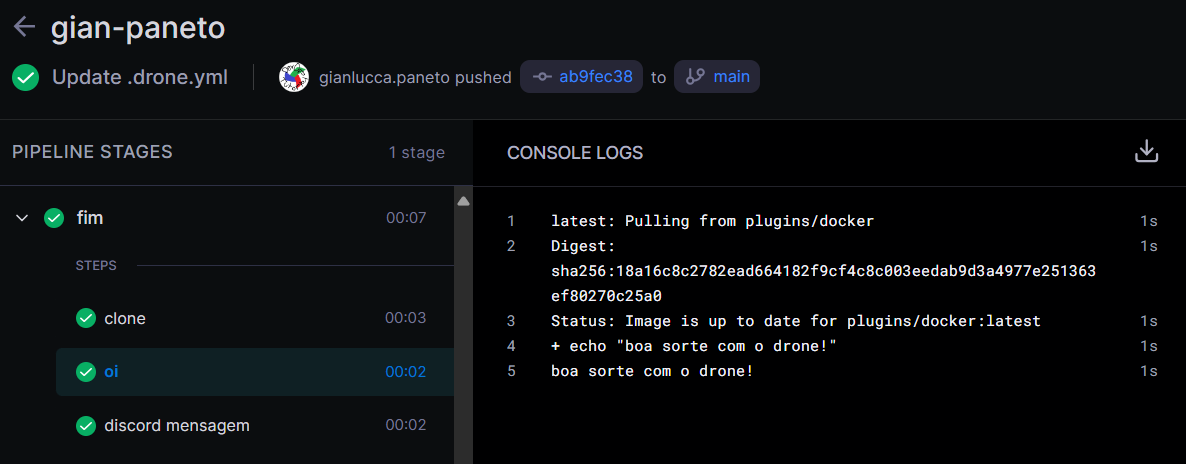 gian-paneto
Update .drone.yml
gianlucca.paneto pushed ab9fec38 to main
PIPELINE STAGES 1 stage
fim 00:07
STEPS
clone 00:03
oi 00:02
discord mensagem 00:02
CONSOLE LOGS
1 latest: Pulling from plugins/docker 1s
2 Digest: 1s
sha256:18a16c8c2782ead664182f9cf4c8c003eedab9d3a4977e251363
ef80270c25a0
3 Status: Image is up to date for plugins/docker:latest 1s
4 + echo "boa sorte com o drone!" 1s
5 boa sorte com o drone! 1s